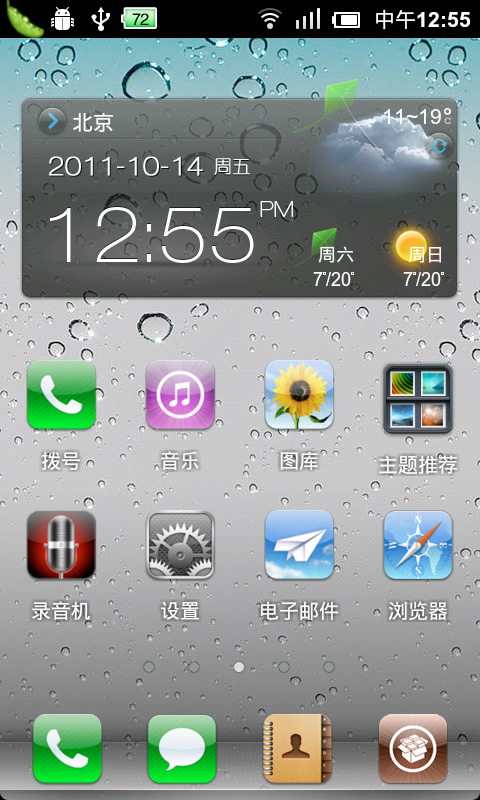 72 中午12:55
北京 11~19°
2011-10-14 周五
12:55 PM
周六 周日
7°/20° 7°/20°
拨号 音乐 图库 主题推荐
录音机 设置 电子邮件 浏览器